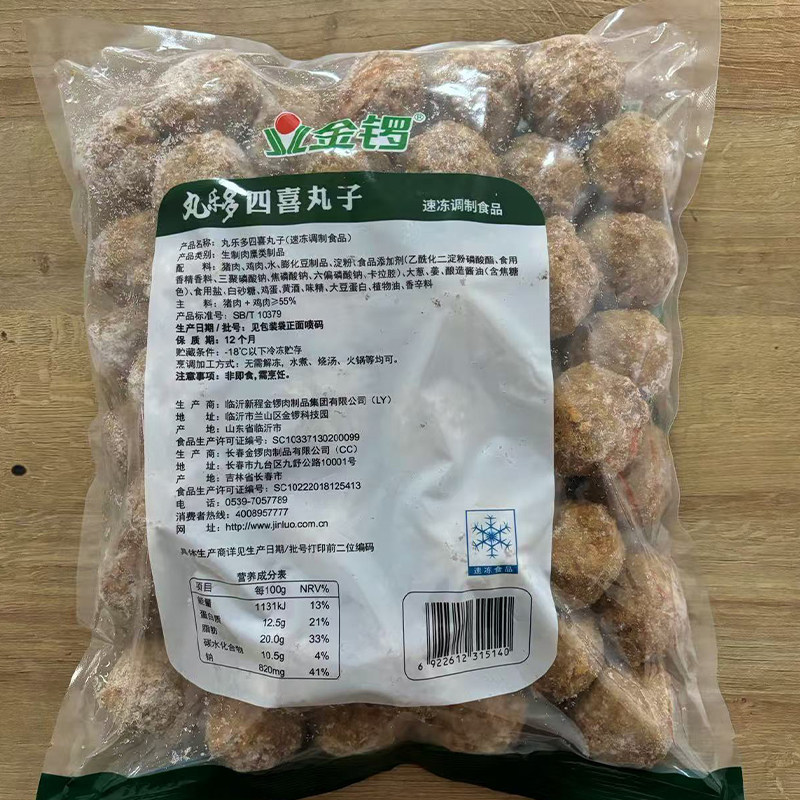 金锣®
丸乐多四喜丸子 速冻调制食品
产品名称：丸乐多四喜丸子（速冻调制食品）
产品类别：生制肉糜类制品
配 料：猪肉、鸡肉、水、膨化豆制品、淀粉、食品添加剂（乙酰化二淀粉磷酸酯、食用
香精香料、三聚磷酸钠、焦磷酸钠、六偏磷酸钠、卡拉胶）、大葱、姜、酿造酱油（含焦糖
色）、食用盐、白砂糖、鸡蛋、黄酒、味精、大豆蛋白、植物油、香辛料
主 料：猪肉 + 鸡肉≥55%
产品标准号：SB/T 10379
生产日期 / 批号：见包装袋正面喷码
保 质 期：12 个月
贮藏条件：-18℃以下冷冻贮存
烹调加工方式：无需解冻，水煮、烧汤、火锅等均可。
注意事项：非即食，需烹饪。
生 产 商：临沂新程金锣肉制品集团有限公司（LY）
地 址：临沂市兰山区金锣科技园
产 地：山东省临沂市
食品生产许可证编号：SC10337130200099
生 产 商：长春金锣肉制品有限公司（CC）
地 址：长春市九台区九舒公路10001号
产 地：吉林省长春市
食品生产许可证编号：SC10222018125413
电 话：0539-7057789
消费者热线：4008957777
网 址：http://www.jinluo.com.cn
具体生产商详见生产日期/批号打印前二位编码
速冻食品
营养成分表
项目 每100g NRV%
能量 1131kJ 13%
蛋白质 12.5g 21%
脂肪 20.0g 33%
碳水化合物 10.5g 4%
钠 820mg 41%
6 922612 315140